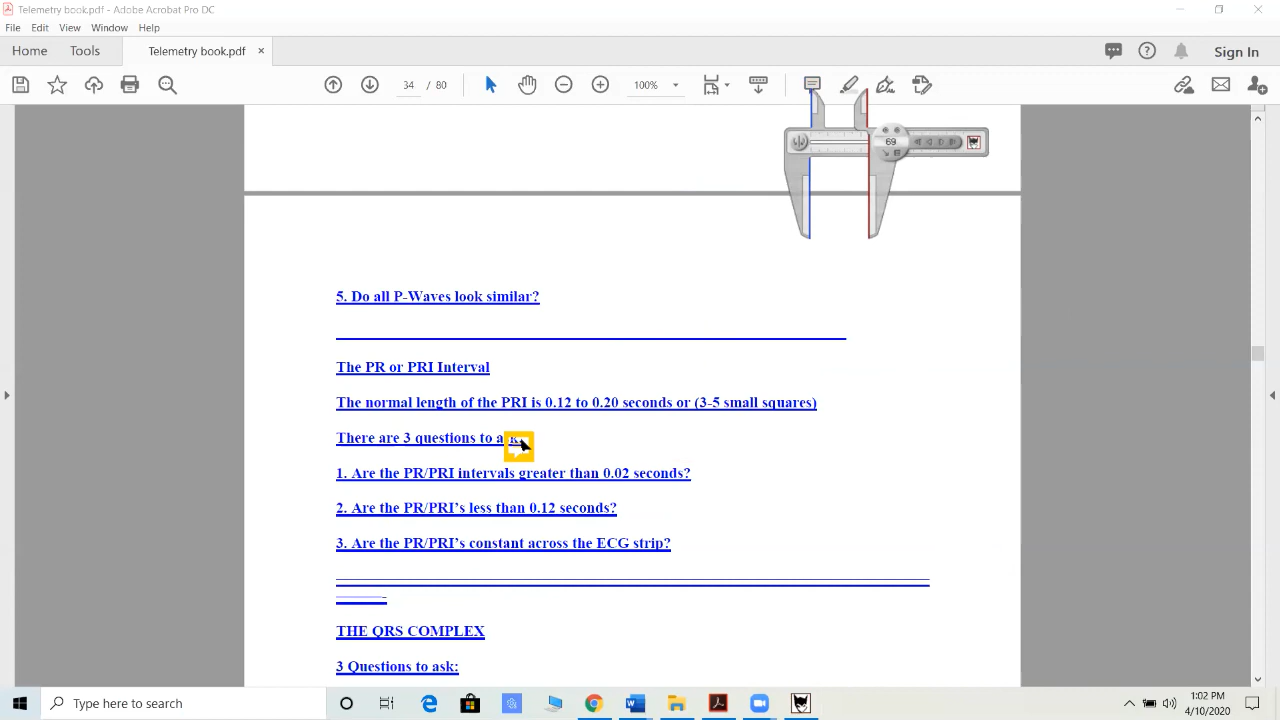 Telemetry book.pdf - Adobe Acrobat Pro DC
File Edit View Window Help
Home Tools Telemetry book.pdf × Sign In
34 / 80 100%
69
5. Do all P-Waves look similar?
The PR or PRI Interval
The normal length of the PRI is 0.12 to 0.20 seconds or (3-5 small squares)
There are 3 questions to
1. Are the PR/PRI intervals greater than 0.02 seconds?
2. Are the PR/PRI's less than 0.12 seconds?
3. Are the PR/PRI's constant across the ECG strip?
THE QRS COMPLEX
3 Questions to ask:
Type here to search
1:02 PM
4/10/2020